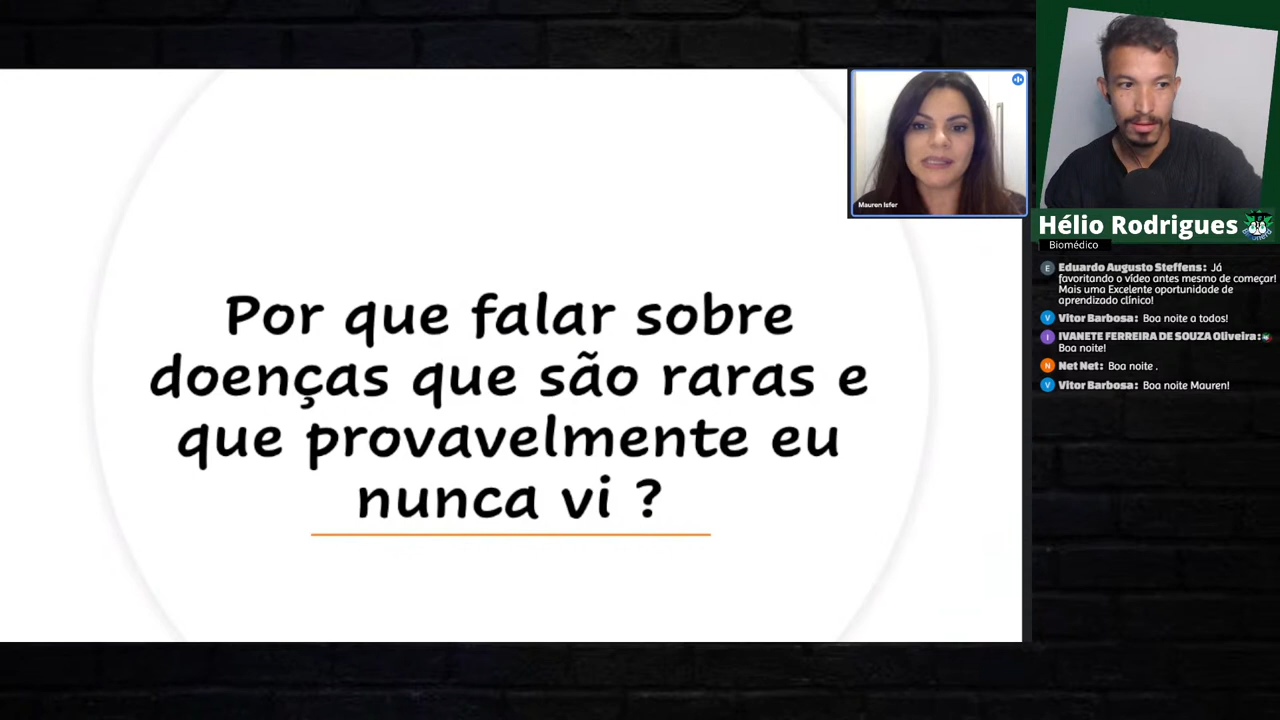 Por que falar sobre
doenças que são raras e
que provavelmente eu
nunca vi ?
Mauren Isfer
Hélio Rodrigues
Biomédico
E Eduardo Augusto Steffens: Já
favoritando o vídeo antes mesmo de começar!
Mais uma Excelente oportunidade de
aprendizado clínico!
V Vitor Barbosa: Boa noite a todos!
I IVANETE FERREIRA DE SOUZA Oliveira:
Boa noite!
N Net Net: Boa noite .
V Vitor Barbosa: Boa noite Mauren!